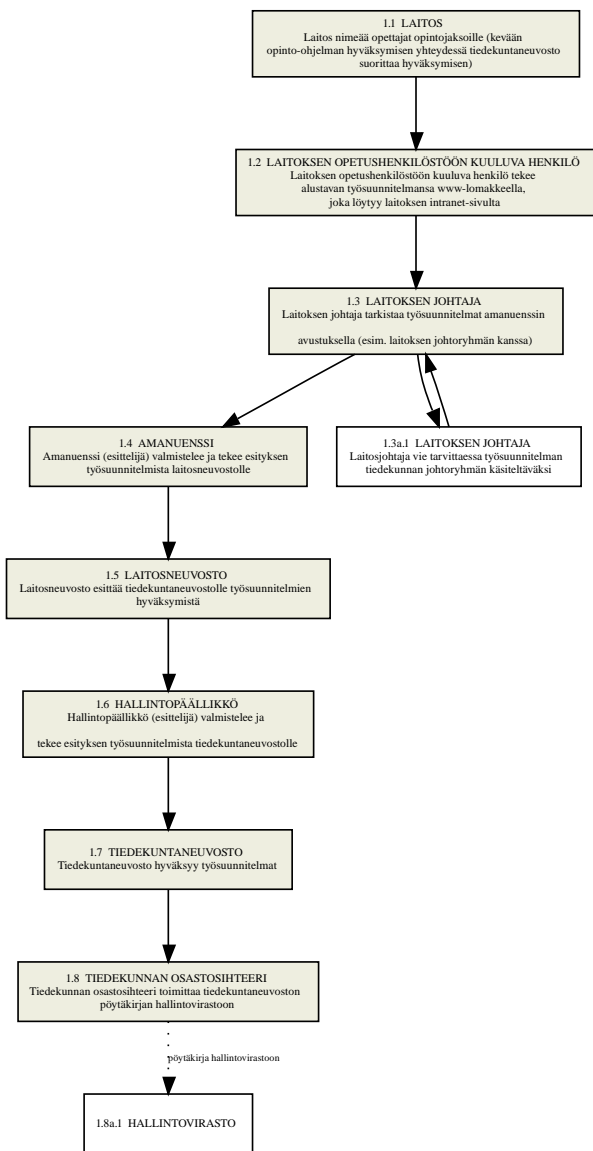 1.1 LAITOS
Laitos nimeää opettajat opintojaksoille (kevään
opinto-ohjelman hyväksymisen yhteydessä tiedekuntaneuvosto
suorittaa hyväksymisen)
1.2 LAITOKSEN OPETUSHENKILÖSTÖÖN KUULUVA HENKILÖ
Laitoksen opetushenkilöstöön kuuluva henkilö tekee
alustavan työsuunnitelmansa www-lomakkeella,
joka löytyy laitoksen intranet-sivulta
1.3 LAITOKSEN JOHTAJA
Laitoksen johtaja tarkistaa työsuunnitelmat amanuenssin
avustuksella (esim. laitoksen johtoryhmän kanssa)
1.4 AMANUENSSI
Amanuenssi (esittelijä) valmistelee ja tekee esityksen
työsuunnitelmista laitosneuvostolle
1.3a.1 LAITOKSEN JOHTAJA
Laitosjohtaja vie tarvittaessa työsuunnitelman
tiedekunnan johtoryhmän käsiteltäväksi
1.5 LAITOSNEUVOSTO
Laitosneuvosto esittää tiedekuntaneuvostolle työsuunnitelmien
hyväksymistä
1.6 HALLINTOPÄÄLLIKKÖ
Hallintopäällikkö (esittelijä) valmistelee ja
tekee esityksen työsuunnitelmista tiedekuntaneuvostolle
1.7 TIEDEKUNTANEUVOSTO
Tiedekuntaneuvosto hyväksyy työsuunnitelmat
1.8 TIEDEKUNNAN OSASTOSIHTEERI
Tiedekunnan osastosihteeri toimittaa tiedekuntaneuvoston
pöytäkirjan hallintovirastoon
pöytäkirja hallintovirastoon
1.8a.1 HALLINTOVIRASTO